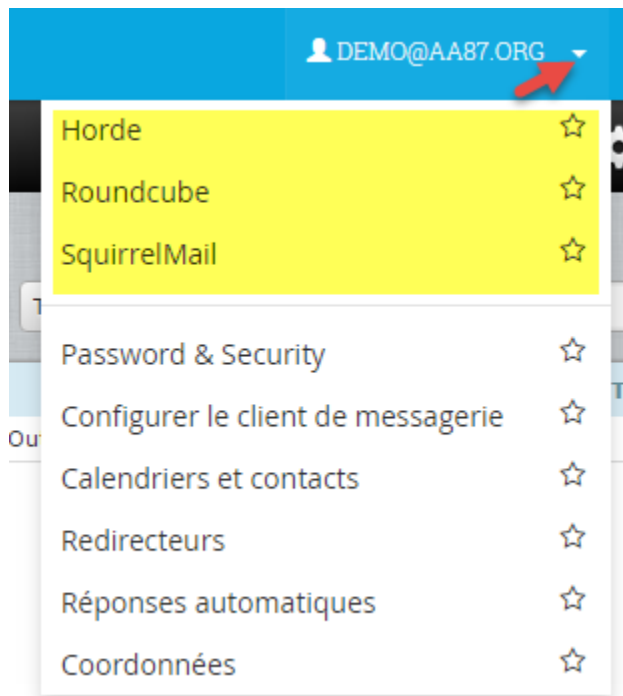 DEMO@AA87.ORG
Horde
Roundcube
SquirrelMail
Password & Security
Configurer le client de messagerie
Calendriers et contacts
Redirecteurs
Réponses automatiques
Coordonnées